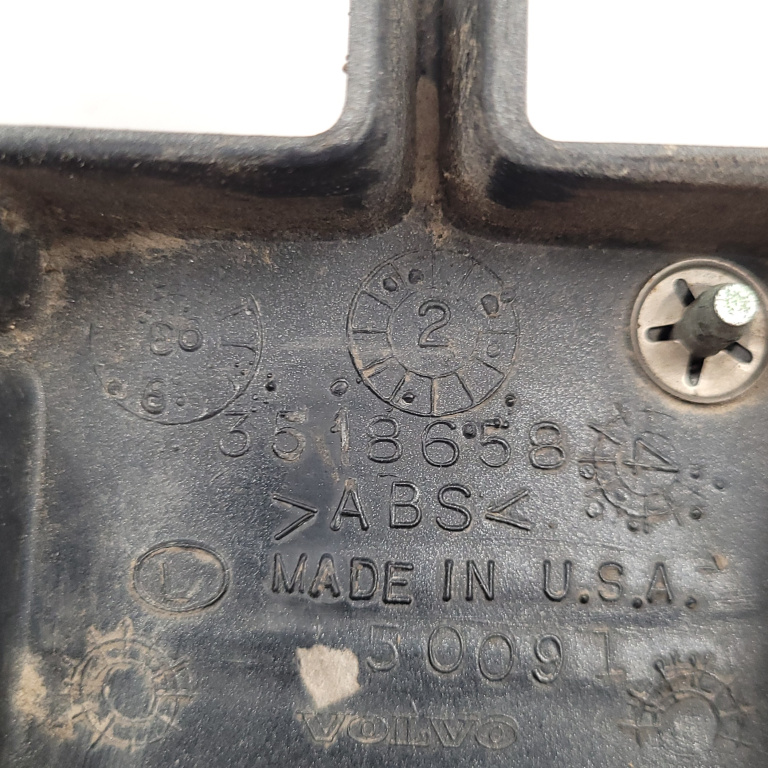 2
3518658
>ABS<
L
MADE IN U.S.A.
50091
VOLVO